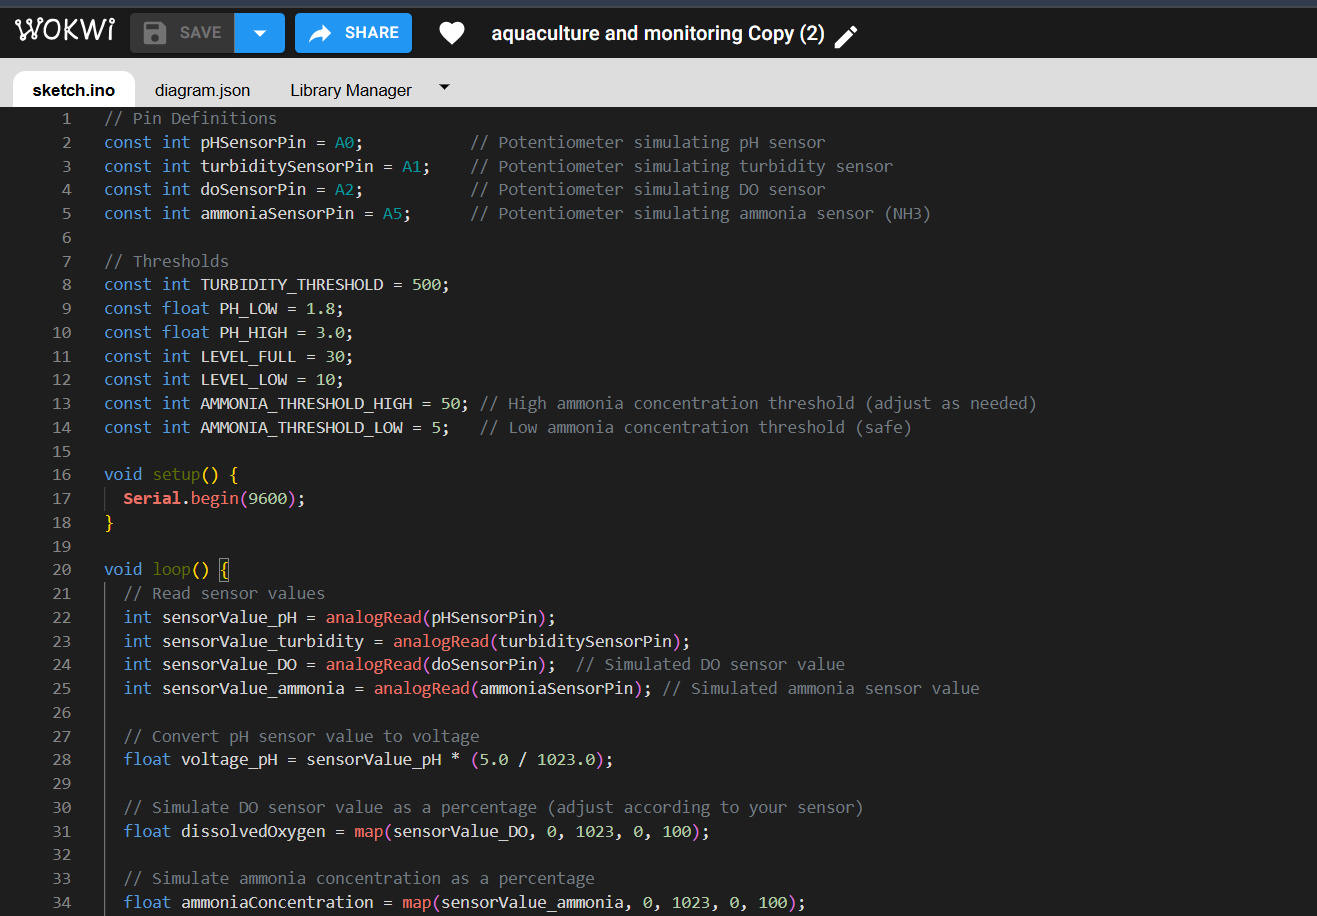 WOKWI SAVE SHARE aquaculture and monitoring Copy (2)
sketch.ino diagram.json Library Manager
1 // Pin Definitions
2 const int pHSensorPin = A0; // Potentiometer simulating pH sensor
3 const int turbiditySensorPin = A1; // Potentiometer simulating turbidity sensor
4 const int doSensorPin = A2; // Potentiometer simulating DO sensor
5 const int ammoniaSensorPin = A5; // Potentiometer simulating ammonia sensor (NH3)
6
7 // Thresholds
8 const int TURBIDITY_THRESHOLD = 500;
9 const float PH_LOW = 1.8;
10 const float PH_HIGH = 3.0;
11 const int LEVEL_FULL = 30;
12 const int LEVEL_LOW = 10;
13 const int AMMONIA_THRESHOLD_HIGH = 50; // High ammonia concentration threshold (adjust as needed)
14 const int AMMONIA_THRESHOLD_LOW = 5; // Low ammonia concentration threshold (safe)
15
16 void setup() {
17 Serial.begin(9600);
18 }
19
20 void loop() {
21 // Read sensor values
22 int sensorValue_pH = analogRead(pHSensorPin);
23 int sensorValue_turbidity = analogRead(turbiditySensorPin);
24 int sensorValue_DO = analogRead(doSensorPin); // Simulated DO sensor value
25 int sensorValue_ammonia = analogRead(ammoniaSensorPin); // Simulated ammonia sensor value
26
27 // Convert pH sensor value to voltage
28 float voltage_pH = sensorValue_pH * (5.0 / 1023.0);
29
30 // Simulate DO sensor value as a percentage (adjust according to your sensor)
31 float dissolvedOxygen = map(sensorValue_DO, 0, 1023, 0, 100);
32
33 // Simulate ammonia concentration as a percentage
34 float ammoniaConcentration = map(sensorValue_ammonia, 0, 1023, 0, 100);